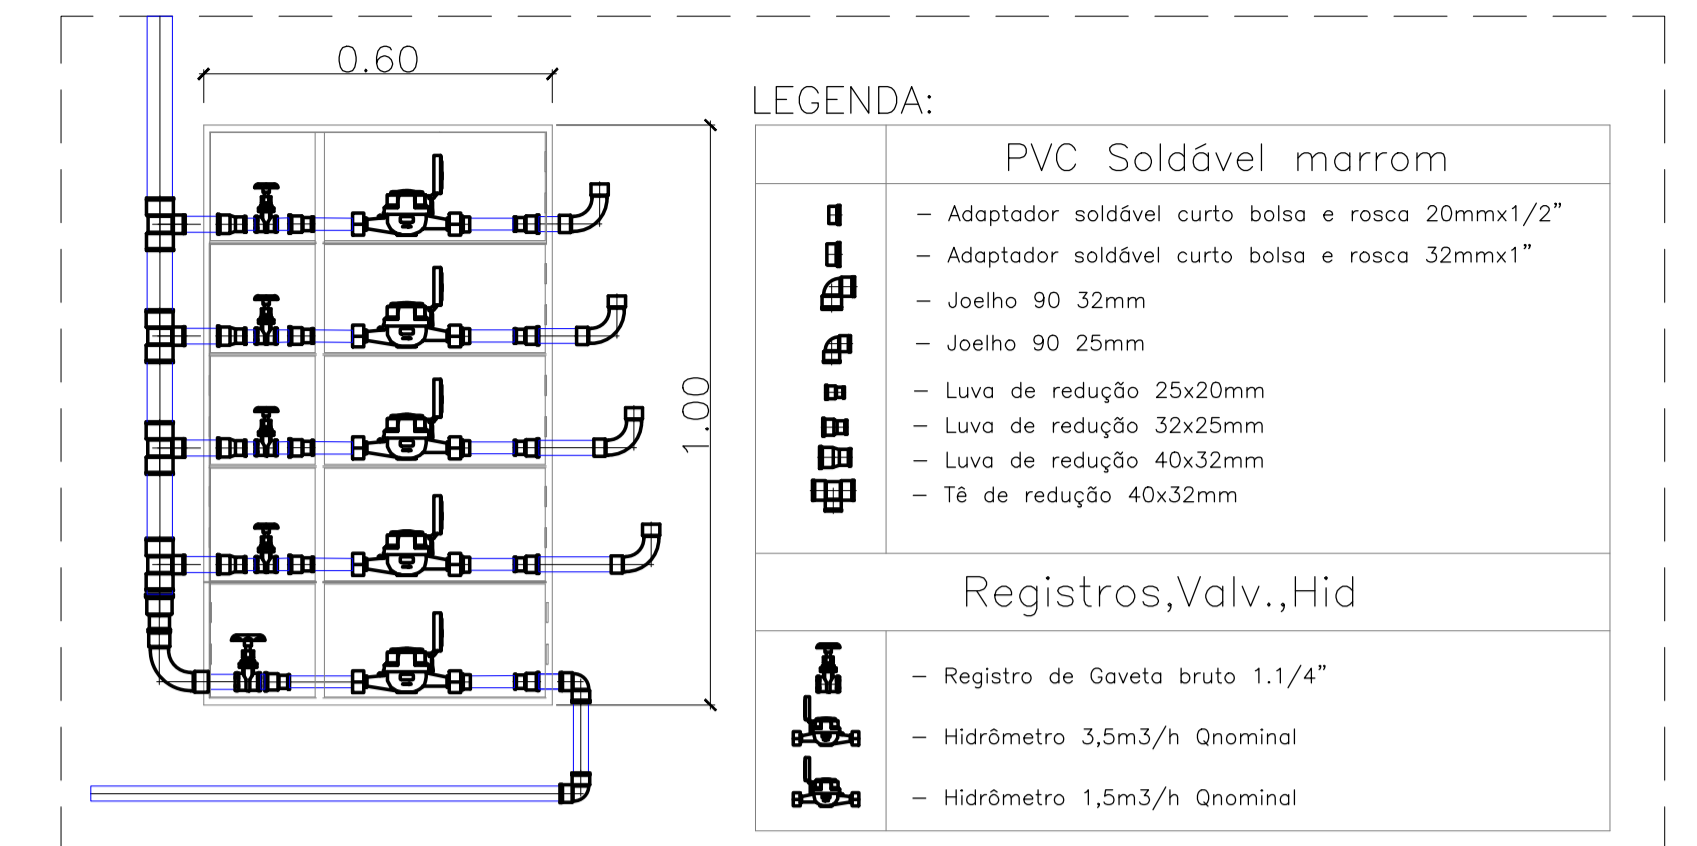 0.60
1.00
LEGENDA:
PVC Soldável marrom
- Adaptador soldável curto bolsa e rosca 20mmx1/2"
- Adaptador soldável curto bolsa e rosca 32mmx1"
- Joelho 90 32mm
- Joelho 90 25mm
- Luva de redução 25x20mm
- Luva de redução 32x25mm
- Luva de redução 40x32mm
- Tê de redução 40x32mm
Registros,Valv.,Hid
- Registro de Gaveta bruto 1.1/4"
- Hidrômetro 3,5m3/h Qnominal
- Hidrômetro 1,5m3/h Qnominal